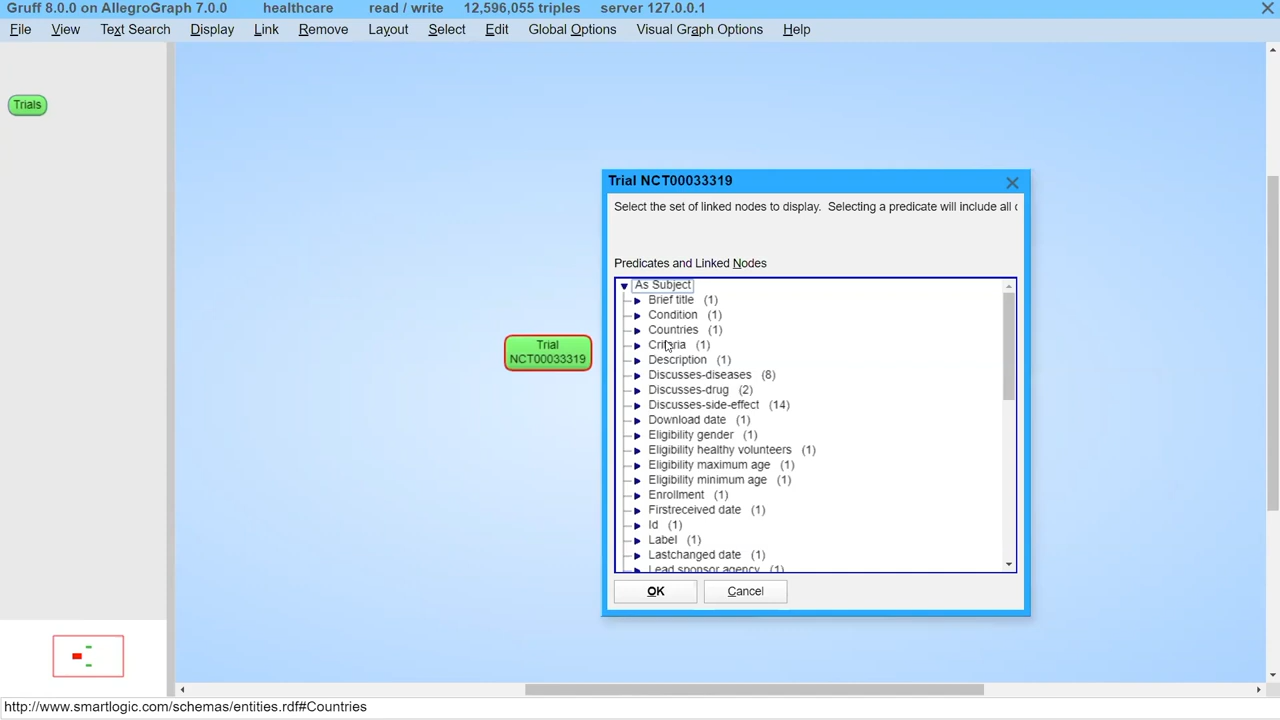 Gruff 8.0.0 on AllegroGraph 7.0.0 healthcare read / write 12,596,055 triples server 127.0.0.1
File View Text Search Display Link Remove Layout Select Edit Global Options Visual Graph Options Help
Trials
Trial
NCT00033319
Trial NCT00033319
Select the set of linked nodes to display. Selecting a predicate will include all
Predicates and Linked Nodes
As Subject
Brief title (1)
Condition (1)
Countries (1)
Criteria (1)
Description (1)
Discusses-diseases (8)
Discusses-drug (2)
Discusses-side-effect (14)
Download date (1)
Eligibility gender (1)
Eligibility healthy volunteers (1)
Eligibility maximum age (1)
Eligibility minimum age (1)
Enrollment (1)
Firstreceived date (1)
Id (1)
Label (1)
Lastchanged date (1)
Lead sponsor agency (1)
OK Cancel
http://www.smartlogic.com/schemas/entities.rdf#Countries